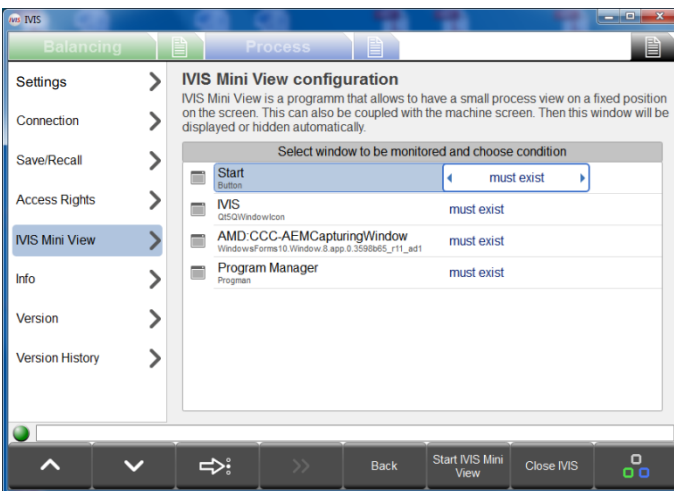 IVIS IVIS
Balancing
Process
Settings
Connection
Save/Recall
Access Rights
IVIS Mini View
Info
Version
Version History
IVIS Mini View configuration
IVIS Mini View is a programm that allows to have a small process view on a fixed position
on the screen. This can also be coupled with the machine screen. Then this window will be
displayed or hidden automatically.
Select window to be monitored and choose condition
Start
Button
must exist
IVIS
Qt5QWindowIcon
must exist
AMD:CCC-AEMCapturingWindow
WindowsForms10.Window.8.app.0.3598b65_r11_ad1
must exist
Program Manager
Progman
must exist
Back
Start IVIS Mini
View
Close IVIS